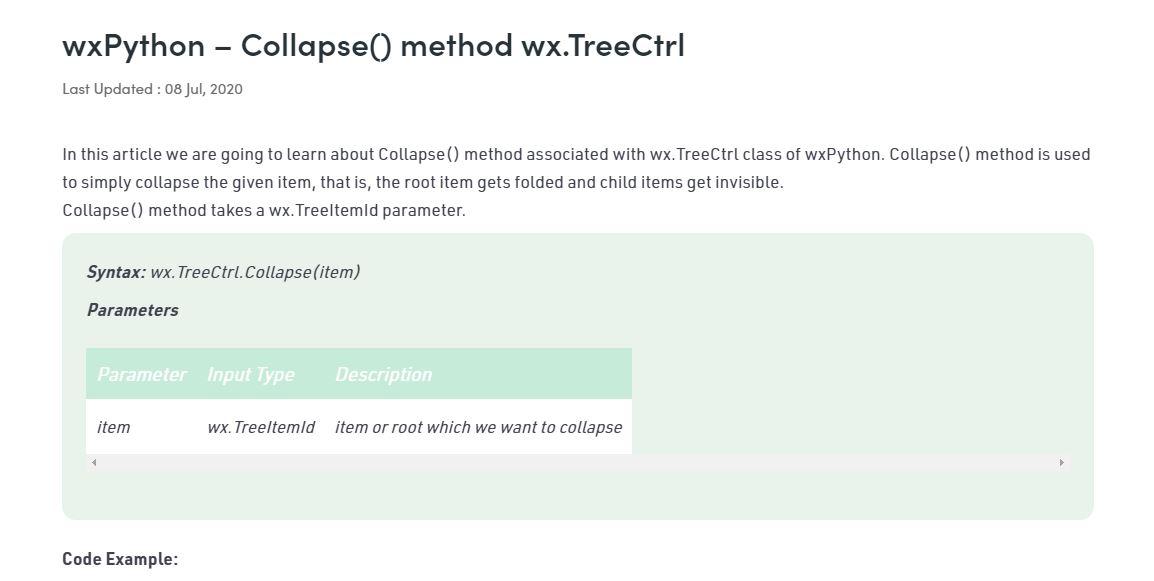 wxPython – Collapse() method wx.TreeCtrl
Last Updated : 08 Jul, 2020
In this article we are going to learn about Collapse() method associated with wx.TreeCtrl class of wxPython. Collapse() method is used
to simply collapse the given item, that is, the root item gets folded and child items get invisible.
Collapse() method takes a wx.TreeItemId parameter.
Syntax: wx.TreeCtrl.Collapse(item)
Parameters
Parameter Input Type Description
item wx.TreeItemId item or root which we want to collapse
Code Example: